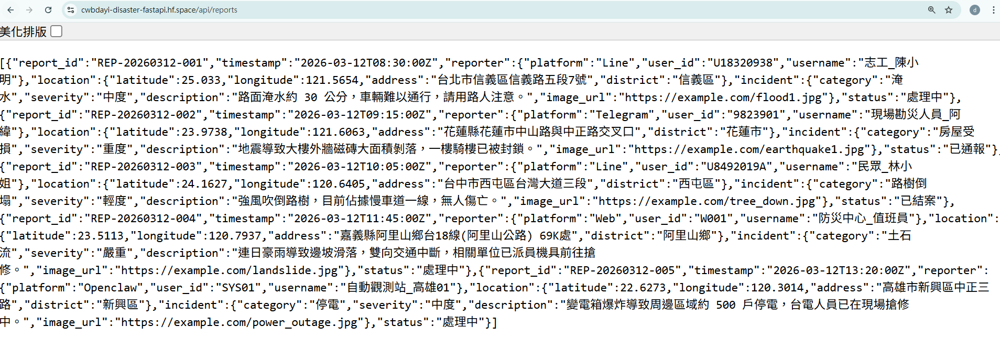 cwbdayi-disaster-fastapi.hf.space/api/reports
d
美化排版
[{"report_id":"REP-20260312-001","timestamp":"2026-03-12T08:30:00Z","reporter":{"platform":"Line","user_id":"U18320938","username":"志工_陳小
明"},"location":{"latitude":25.033,"longitude":121.5654,"address":"台北市信義區信義路五段7號","district":"信義區"},"incident":{"category":"淹
水","severity":"中度","description":"路面淹水約 30 公分，車輛難以通行，請用路人注意。","image_url":"https://example.com/flood1.jpg"},"status":"處理中"},
{"report_id":"REP-20260312-002","timestamp":"2026-03-12T09:15:00Z","reporter":{"platform":"Telegram","user_id":"9823901","username":"現場勘災人員_阿
緯"},"location":{"latitude":23.9738,"longitude":121.6063,"address":"花蓮縣花蓮市中山路與中正路交叉口","district":"花蓮市"},"incident":{"category":"房屋受
損","severity":"重度","description":"地震導致大樓外牆磁磚大面積剝落，一樓騎樓已被封鎖。","image_url":"https://example.com/earthquake1.jpg"},"status":"已通報"},
{"report_id":"REP-20260312-003","timestamp":"2026-03-12T10:05:00Z","reporter":{"platform":"Line","user_id":"U8492019A","username":"民眾_林小
姐"},"location":{"latitude":24.1627,"longitude":120.6405,"address":"台中市西屯區台灣大道三段","district":"西屯區"},"incident":{"category":"路樹倒
塌","severity":"輕度","description":"強風吹倒路樹，目前佔據慢車道一線，無人傷亡。","image_url":"https://example.com/tree_down.jpg"},"status":"已結案"},
{"report_id":"REP-20260312-004","timestamp":"2026-03-12T11:45:00Z","reporter":{"platform":"Web","user_id":"W001","username":"防災中心_值班員"},"location":
{"latitude":23.5113,"longitude":120.7937,"address":"嘉義縣阿里山鄉台18線(阿里山公路) 69K處","district":"阿里山鄉"},"incident":{"category":"土石
流","severity":"嚴重","description":"連日豪雨導致邊坡滑落，雙向交通中斷，相關單位已派員機具前往搶
修。","image_url":"https://example.com/landslide.jpg"},"status":"處理中"},{"report_id":"REP-20260312-005","timestamp":"2026-03-12T13:20:00Z","reporter":
{"platform":"Openclaw","user_id":"SYS01","username":"自動觀測站_高雄01"},"location":{"latitude":22.6273,"longitude":120.3014,"address":"高雄市新興區中正三
路","district":"新興區"},"incident":{"category":"停電","severity":"中度","description":"變電箱爆炸導致周邊區域約 500 戶停電，台電人員已在現場搶修
中。","image_url":"https://example.com/power_outage.jpg"},"status":"處理中"}]